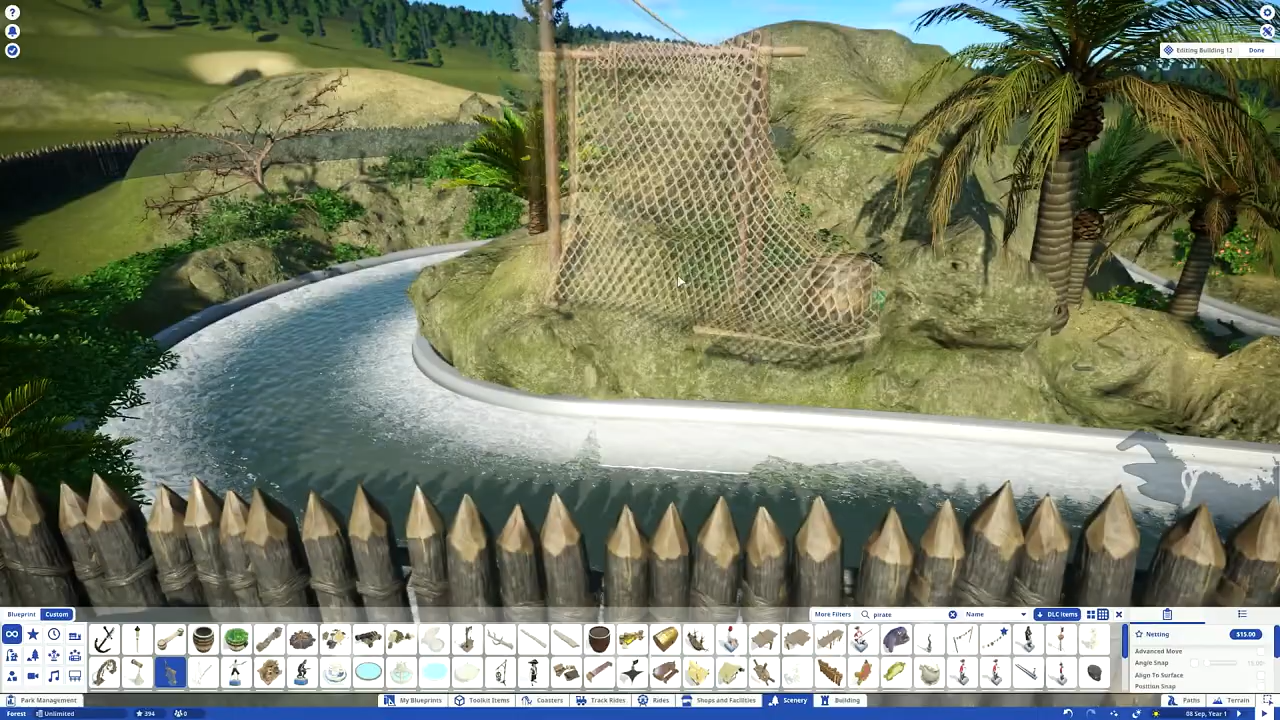 ?
Editing Building 12 Done
Blueprint Custom
More Filters pirate Name DLC Items
Netting $15.00
Advanced Move
Angle Snap
Align To Surface
Position Snap
Park Management My Blueprints Toolkit Items Coasters Track Rides Rides Shops and Facilities Scenery Building Paths Terrain
Forest Unlimited 394 0 08 Sep, Year 1